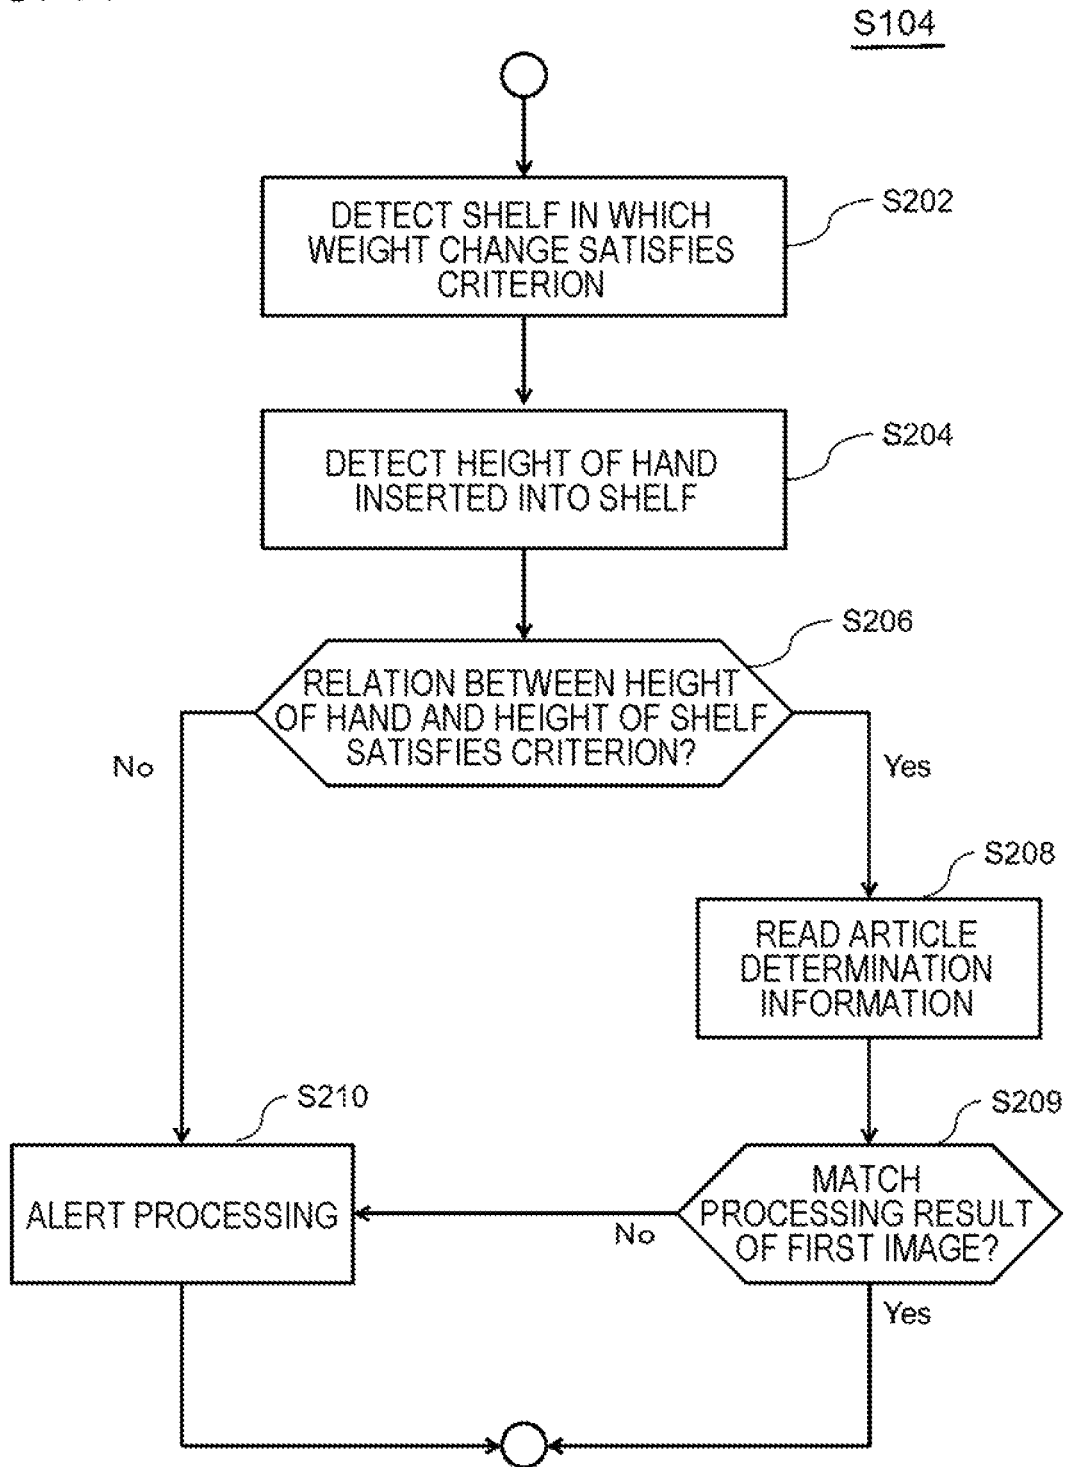 S104
DETECT SHELF IN WHICH
WEIGHT CHANGE SATISFIES
CRITERION
S202
DETECT HEIGHT OF HAND
INSERTED INTO SHELF
S204
RELATION BETWEEN HEIGHT
OF HAND AND HEIGHT OF SHELF
SATISFIES CRITERION?
S206
No
Yes
READ ARTICLE
DETERMINATION
INFORMATION
S208
ALERT PROCESSING
S210
MATCH
PROCESSING RESULT
OF FIRST IMAGE?
S209
No
Yes